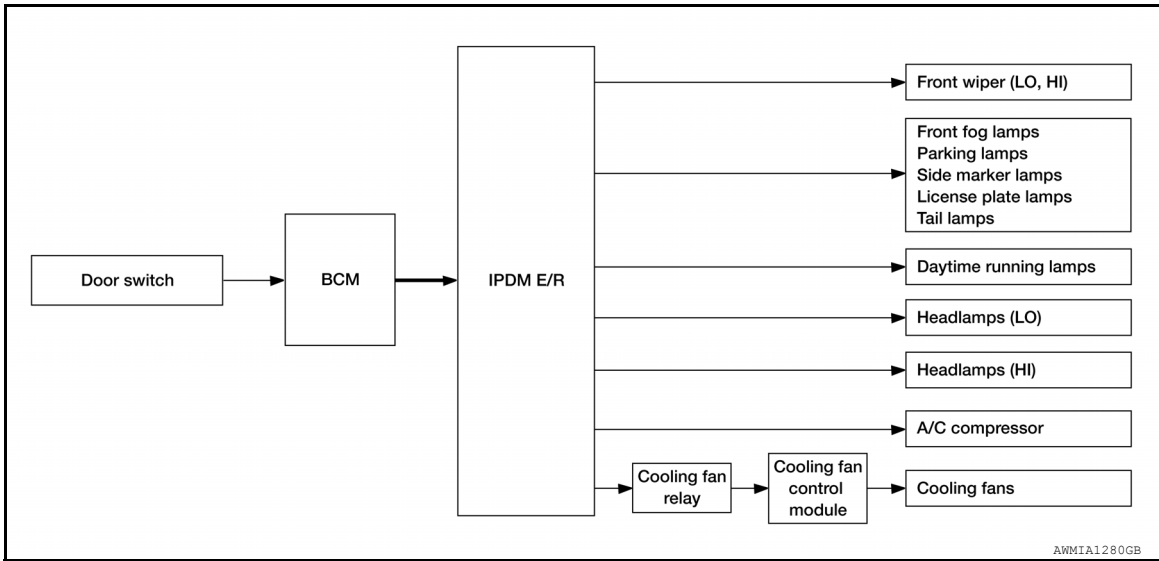 Door switch
BCM
IPDM E/R
Front wiper (LO, HI)
Front fog lamps
Parking lamps
Side marker lamps
License plate lamps
Tail lamps
Daytime running lamps
Headlamps (LO)
Headlamps (HI)
A/C compressor
Cooling fan
relay
Cooling fan
control
module
Cooling fans
AWMIA1280GB